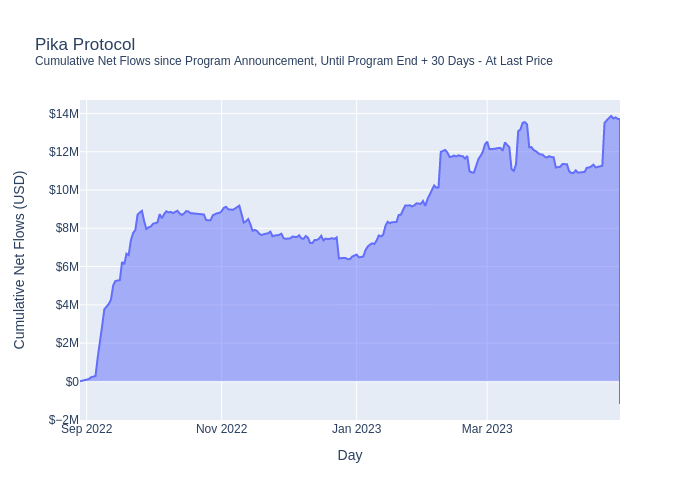 Pika Protocol
Cumulative Net Flows since Program Announcement, Until Program End + 30 Days - At Last Price
$14M
$12M
$10M
$8M
$6M
$4M
$2M
$0
$−2M
Cumulative Net Flows (USD)
Sep 2022
Nov 2022
Jan 2023
Mar 2023
Day